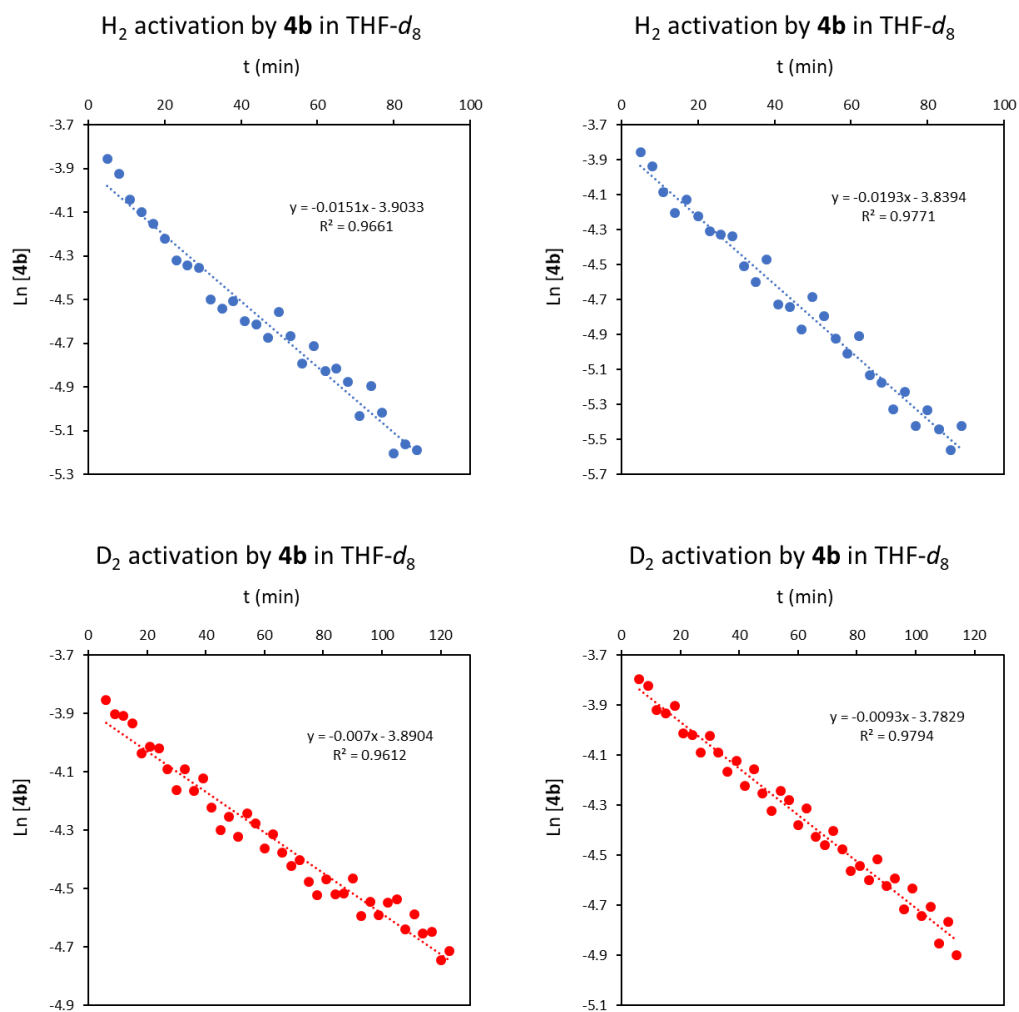 H₂ activation by 4b in THF-d₈
t (min)
0 20 40 60 80 100
-3.7
-3.9
-4.1
-4.3
-4.5
-4.7
-4.9
-5.1
-5.3
Ln [4b]
y = -0.0151x - 3.9033
R² = 0.9661
H₂ activation by 4b in THF-d₈
t (min)
0 20 40 60 80 100
-3.7
-3.9
-4.1
-4.3
-4.5
-4.7
-4.9
-5.1
-5.3
-5.5
-5.7
Ln [4b]
y = -0.0193x - 3.8394
R² = 0.9771
D₂ activation by 4b in THF-d₈
t (min)
0 20 40 60 80 100 120
-3.7
-3.9
-4.1
-4.3
-4.5
-4.7
-4.9
Ln [4b]
y = -0.007x - 3.8904
R² = 0.9612
D₂ activation by 4b in THF-d₈
t (min)
0 20 40 60 80 100 120
-3.7
-3.9
-4.1
-4.3
-4.5
-4.7
-4.9
-5.1
Ln [4b]
y = -0.0093x - 3.7829
R² = 0.9794